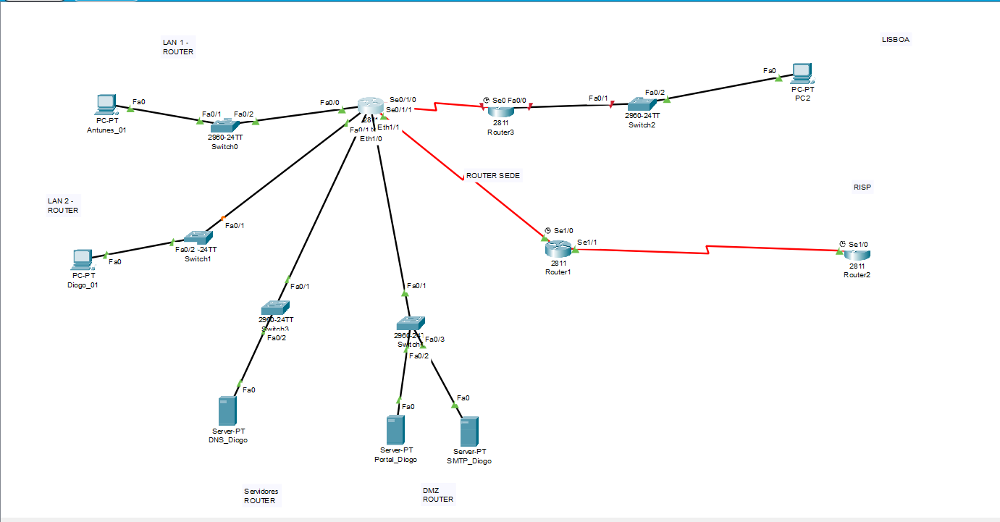 LAN 1 -
ROUTER
LISBOA
Fa0
PC-PT
Antunes_01
Fa0/1
Fa0/2
2960-24TT
Switch0
Fa0/0
Se0/1/0
Se0/1/1
Fa0/1
Eth1/1
Eth1/0
Se0
Fa0/0
2811
Router3
Fa0/1
Fa0/2
2960-24TT
Switch2
Fa0
PC-PT
PC2
ROUTER SEDE
RISP
LAN 2 -
ROUTER
Fa0/1
Fa0/2
-24TT
Switch1
Fa0
PC-PT
Diogo_01
Se1/0
Se1/1
2811
Router1
Se1/0
2811
Router2
Fa0/1
2960-24TT
Switch3
Fa0/2
Fa0
Server-PT
DNS_Diogo
Fa0/1
Fa0/3
Fa0/2
Fa0
Server-PT
Portal_Diogo
Fa0
Server-PT
SMTP_Diogo
Servidores
ROUTER
DMZ
ROUTER